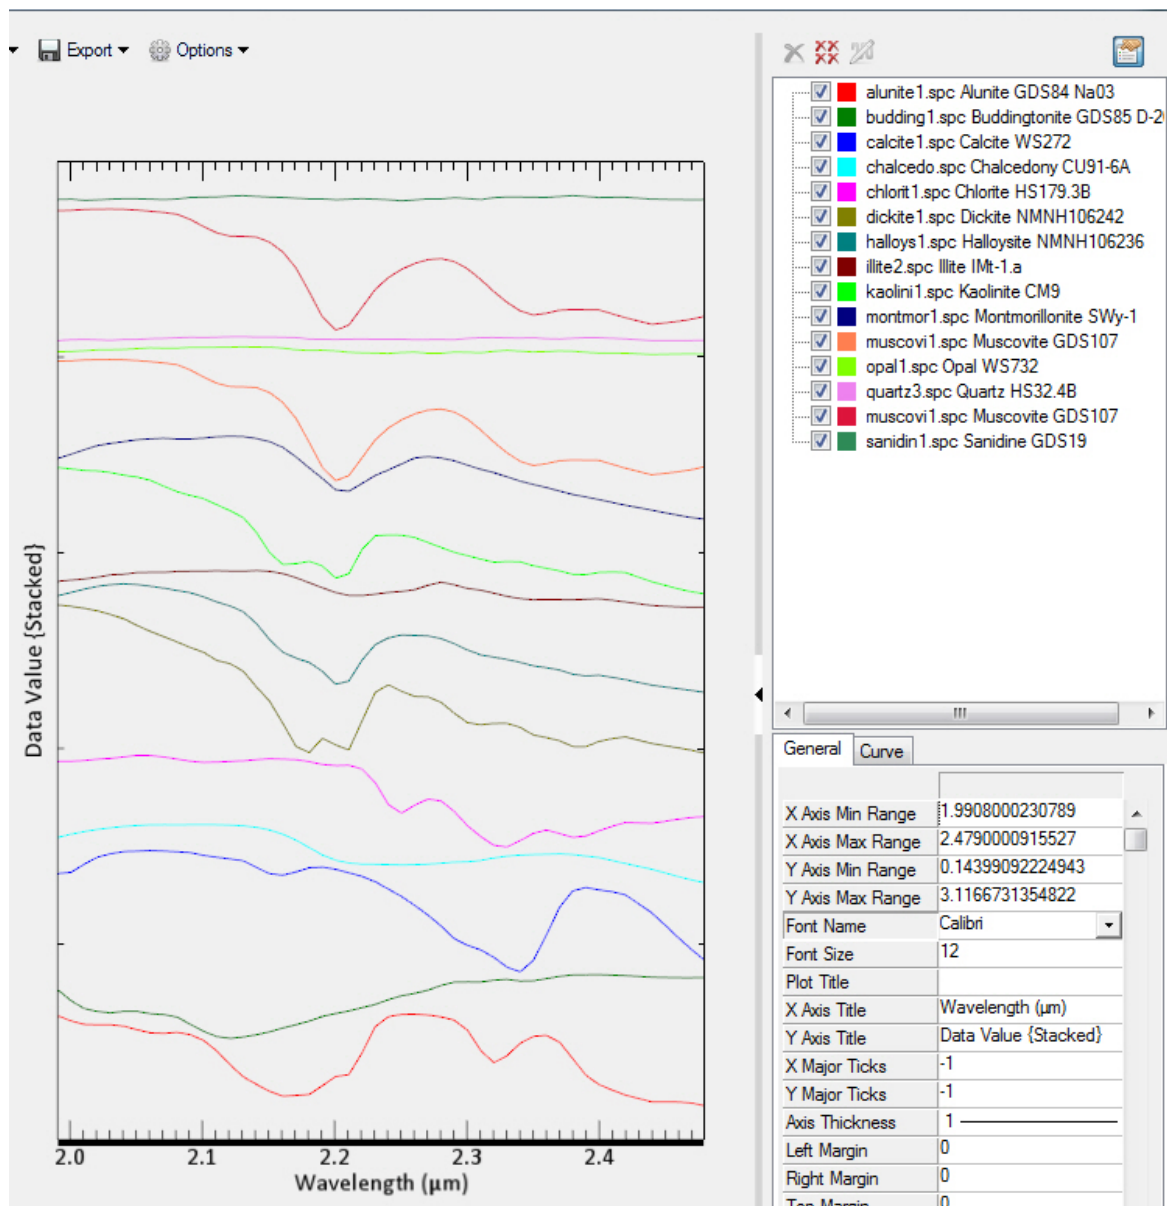 Export Options
alunite1.spc Alunite GDS84 Na03
budding1.spc Buddingtonite GDS85 D-2
calcite1.spc Calcite WS272
chalcedo.spc Chalcedony CU91-6A
chlorit1.spc Chlorite HS179.3B
dickite1.spc Dickite NMNH106242
halloys1.spc Halloysite NMNH106236
illite2.spc Illite IMt-1.a
kaolini1.spc Kaolinite CM9
montmor1.spc Montmorillonite SWy-1
muscovi1.spc Muscovite GDS107
opal1.spc Opal WS732
quartz3.spc Quartz HS32.4B
muscovi1.spc Muscovite GDS107
sanidin1.spc Sanidine GDS19
Data Value {Stacked}
2.0 2.1 2.2 2.3 2.4
Wavelength (µm)
General Curve
X Axis Min Range 1.9908000230789
X Axis Max Range 2.4790000915527
Y Axis Min Range 0.14399092224943
Y Axis Max Range 3.1166731354822
Font Name Calibri
Font Size 12
Plot Title
X Axis Title Wavelength (µm)
Y Axis Title Data Value {Stacked}
X Major Ticks -1
Y Major Ticks -1
Axis Thickness 1
Left Margin 0
Right Margin 0
Top Margin 0